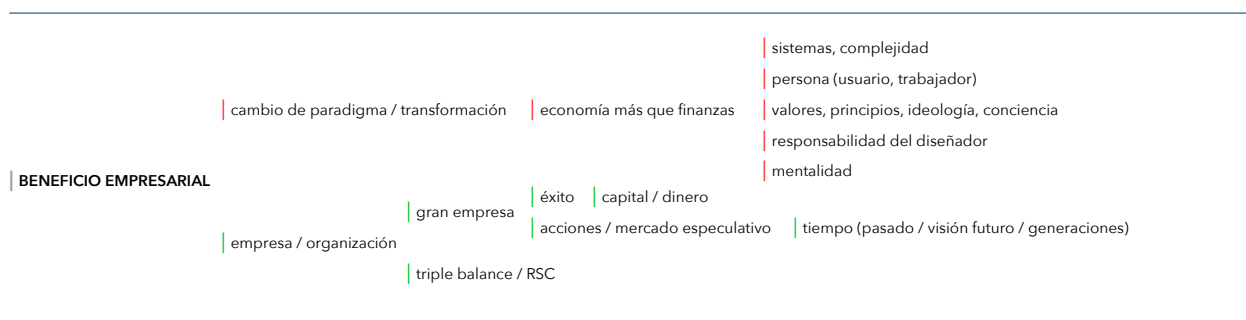 sistemas, complejidad
persona (usuario, trabajador)
cambio de paradigma / transformación
economía más que finanzas
valores, principios, ideología, conciencia
responsabilidad del diseñador
mentalidad
BENEFICIO EMPRESARIAL
éxito
capital / dinero
gran empresa
acciones / mercado especulativo
tiempo (pasado / visión futuro / generaciones)
empresa / organización
triple balance / RSC